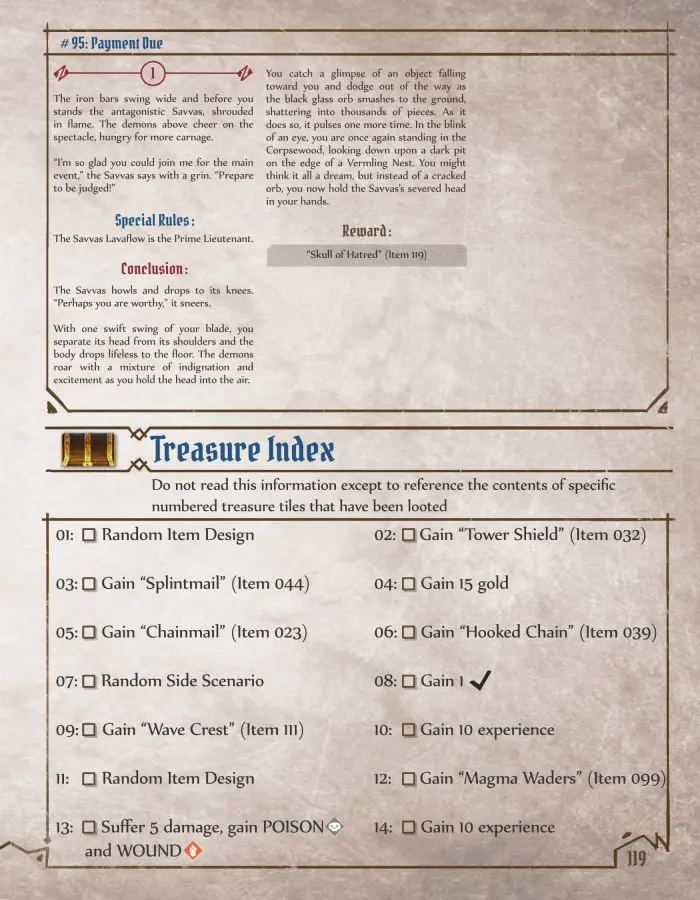 # 95: Payment Due
1
The iron bars swing wide and before you
stands the antagonistic Savvas, shrouded
in flame. The demons above cheer on the
spectacle, hungry for more carnage.
“I’m so glad you could join me for the main
event,” the Savvas says with a grin. “Prepare
to be judged!”
Special Rules:
The Savvas Lavaflow is the Prime Lieutenant.
Conclusion:
The Savvas howls and drops to its knees.
“Perhaps you are worthy,” it sneers.
With one swift swing of your blade, you
separate its head from its shoulders and the
body drops lifeless to the floor. The demons
roar with a mixture of indignation and
excitement as you hold the head into the air.
You catch a glimpse of an object falling
toward you and dodge out of the way as
the black glass orb smashes to the ground,
shattering into thousands of pieces. As it
does so, it pulses one more time. In the blink
of an eye, you are once again standing in the
Corpsewood, looking down upon a dark pit
on the edge of a Vermling Nest. You might
think it all a dream, but instead of a cracked
orb, you now hold the Savvas’s severed head
in your hands.
Reward:
“Skull of Hatred” (Item 119)
Treasure Index
Do not read this information except to reference the contents of specific
numbered treasure tiles that have been looted
01: Random Item Design
02: Gain “Tower Shield” (Item 032)
03: Gain “Splintmail” (Item 044)
04: Gain 15 gold
05: Gain “Chainmail” (Item 023)
06: Gain “Hooked Chain” (Item 039)
07: Random Side Scenario
08: Gain 1
09: Gain “Wave Crest” (Item 111)
10: Gain 10 experience
11: Random Item Design
12: Gain “Magma Waders” (Item 099)
13: Suffer 5 damage, gain POISON
and WOUND
14: Gain 10 experience
119